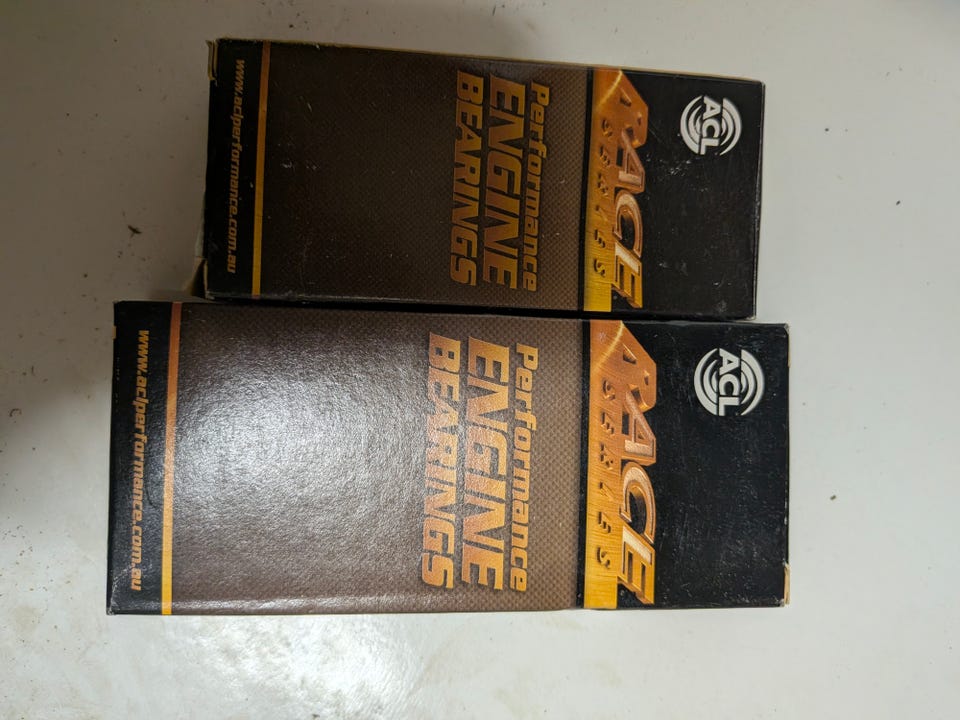 ACL
RACE
SERIES
Performance
ENGINE
BEARINGS
www.aclperformance.com.au
ACL
RACE
SERIES
Performance
ENGINE
BEARINGS
www.aclperformance.com.au